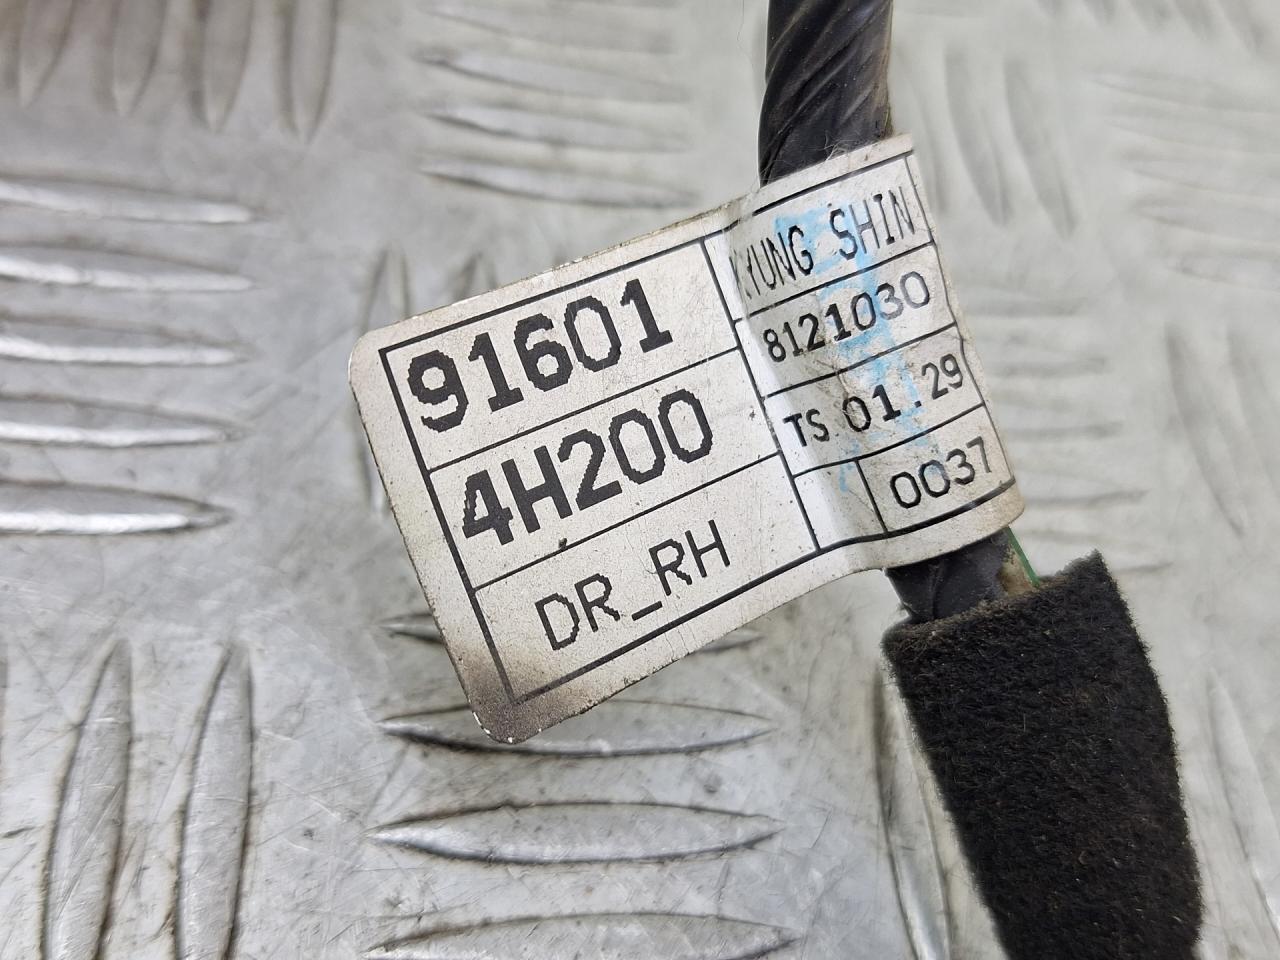 91601
4H200
DR_RH
KYUNG SHIN
8121030
TS 01.29
0037